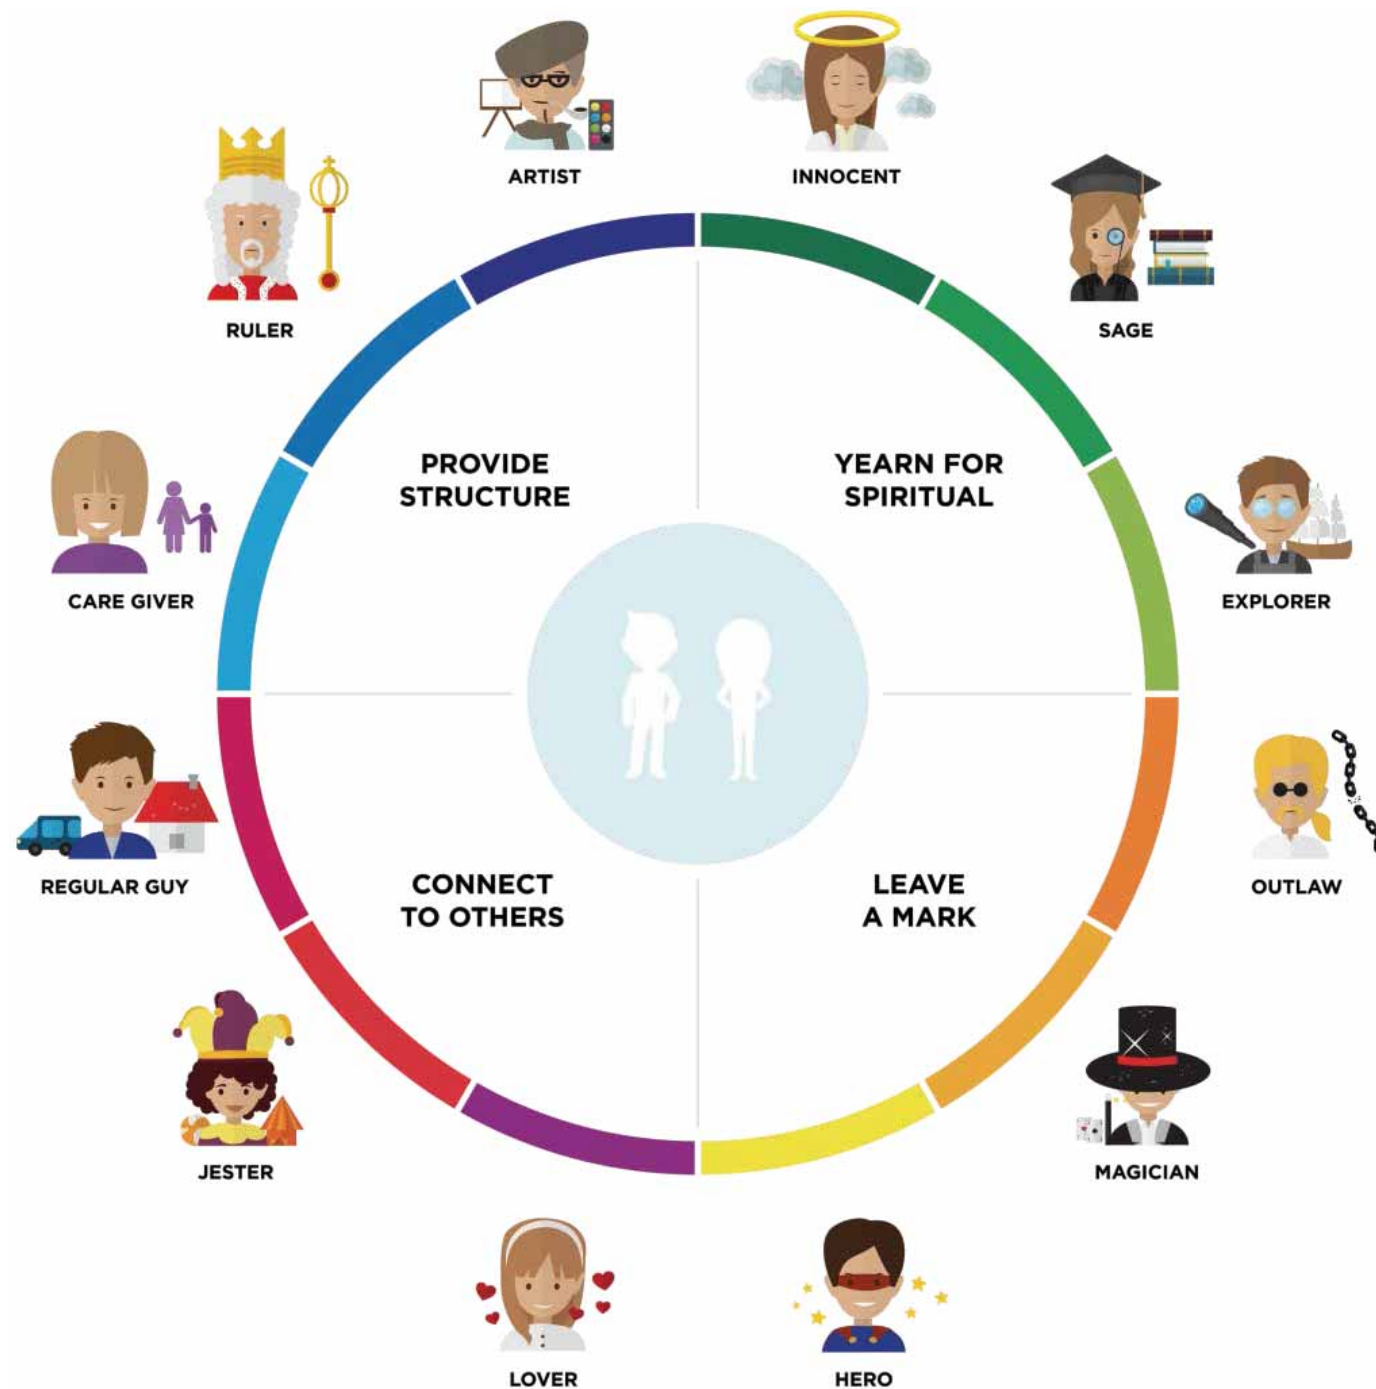 ARTIST
INNOCENT
RULER
SAGE
PROVIDE
STRUCTURE
YEARN FOR
SPIRITUAL
CARE GIVER
EXPLORER
REGULAR GUY
CONNECT
TO OTHERS
LEAVE
A MARK
OUTLAW
JESTER
MAGICIAN
LOVER
HERO